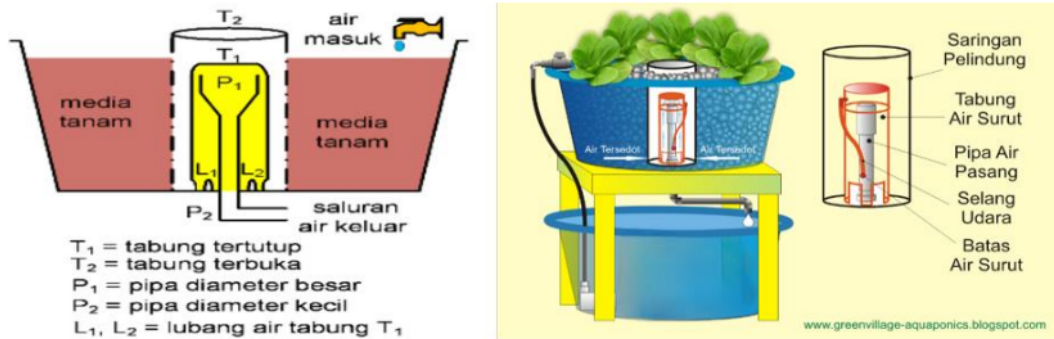 T₂
air
masuk
T₁
P₁
media
tanam
media
tanam
L₁ L₂
P₂
saluran
air keluar
T₁ = tabung tertutup
T₂ = tabung terbuka
P₁ = pipa diameter besar
P₂ = pipa diameter kecil
L₁, L₂ = lubang air tabung T₁
Air Tersedot
Air Tersedot
Saringan
Pelindung
Tabung
Air Surut
Pipa Air
Pasang
Selang
Udara
Batas
Air Surut
www.greenvillage-aquaponics.blogspot.com